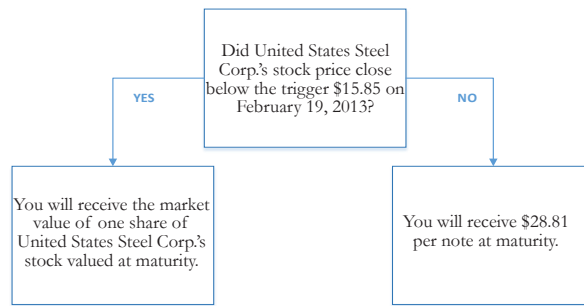 Did United States Steel
Corp.'s stock price close
below the trigger $15.85 on
February 19, 2013?
YES
NO
You will receive the market
value of one share of
United States Steel Corp.'s
stock valued at maturity.
You will receive $28.81
per note at maturity.